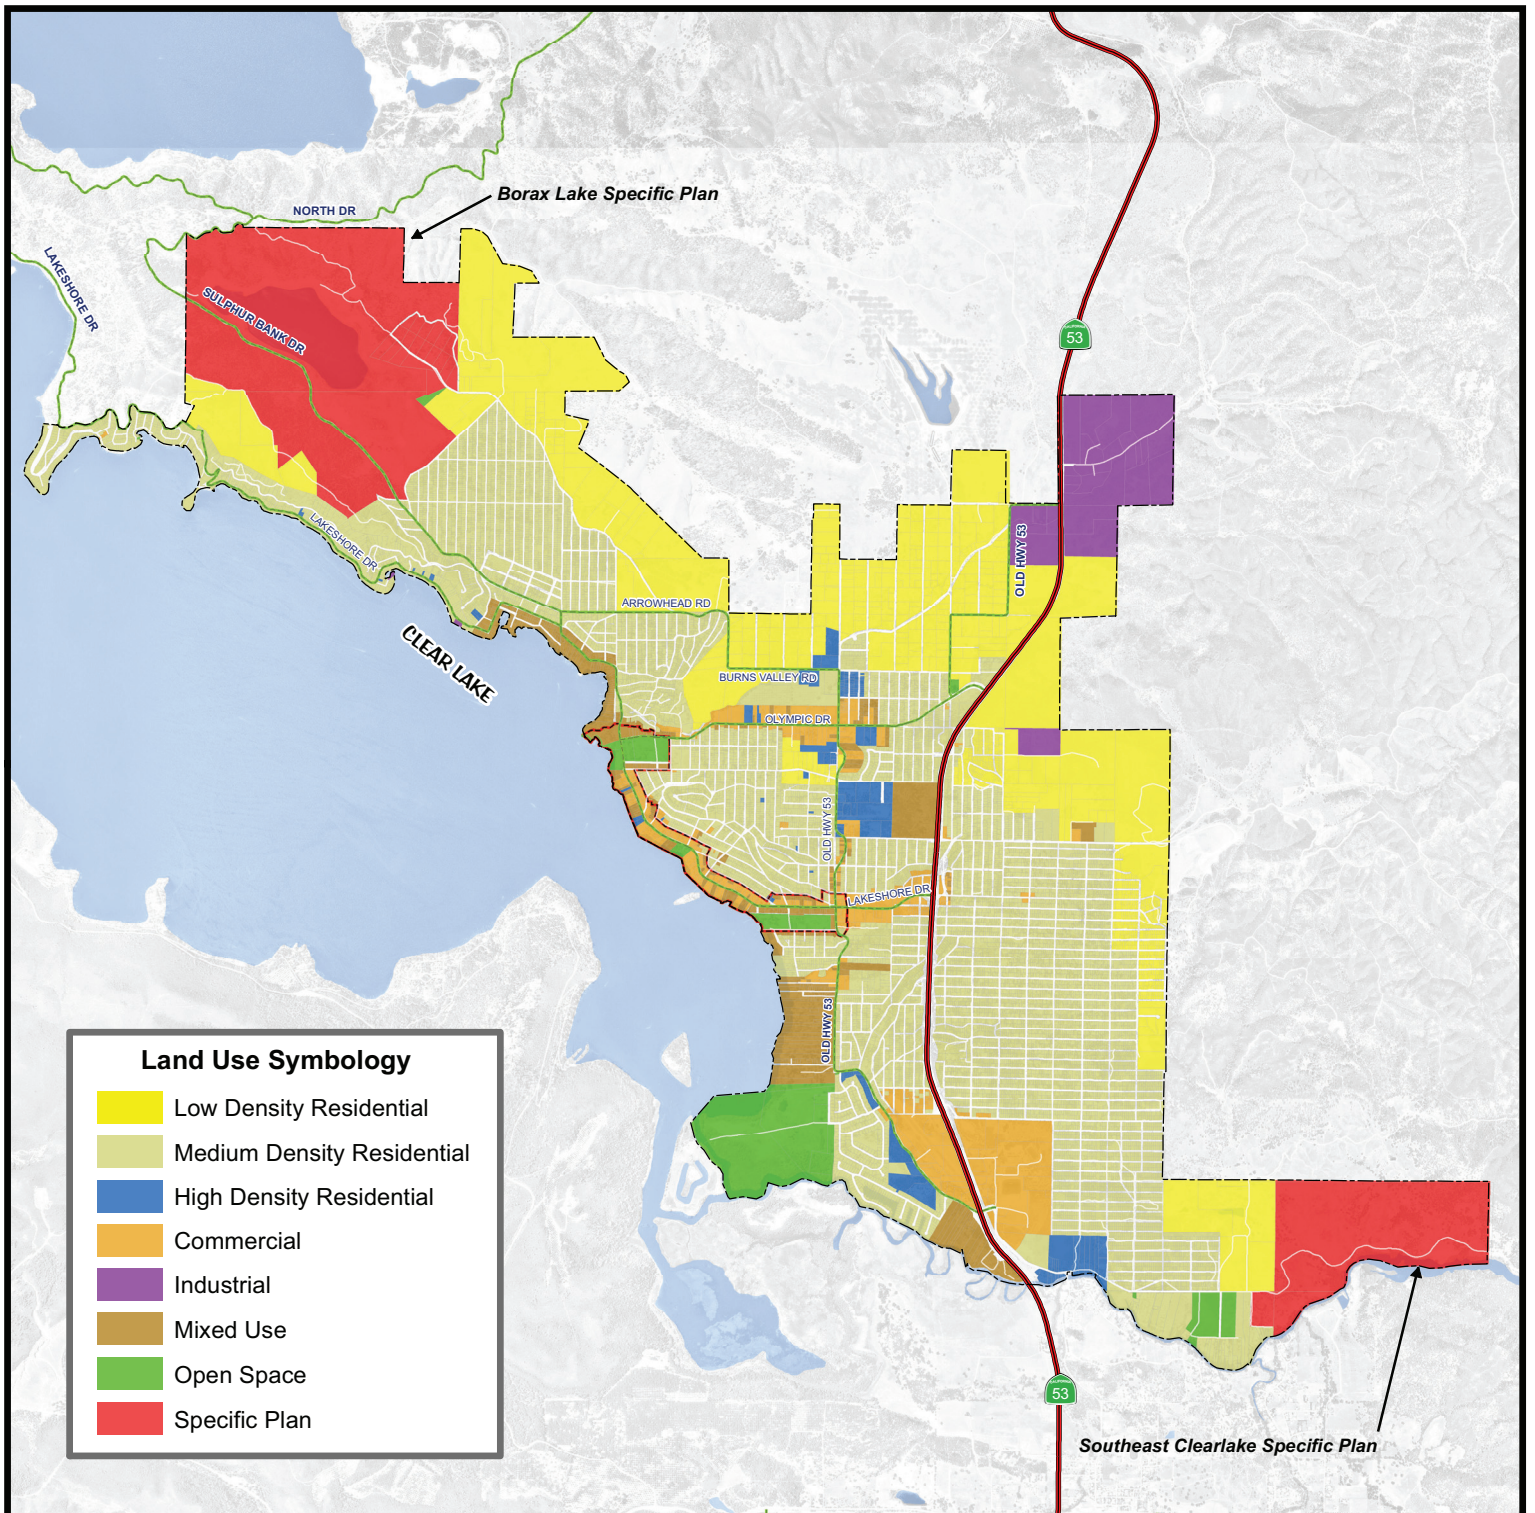 Borax Lake Specific Plan
NORTH DR
LAKESHORE DR
SULPHUR BANK DR
CALIFORNIA
53
OLD HWY 53
LAKESHORE DR
ARROWHEAD RD
CLEAR LAKE
BURNS VALLEY RD
OLYMPIC DR
OLD HWY 53
LAKESHORE DR
OLD HWY 53
Land Use Symbology
Low Density Residential
Medium Density Residential
High Density Residential
Commercial
Industrial
Mixed Use
Open Space
Specific Plan
CALIFORNIA
53
Southeast Clearlake Specific Plan